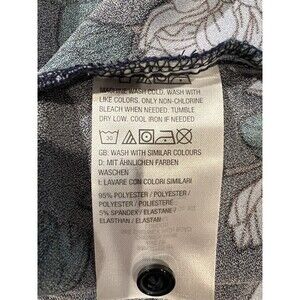 MACHINE WASH COLD, WASH WITH
LIKE COLORS, ONLY NON-CHLORINE
BLEACH WHEN NEEDED. TUMBLE
DRY LOW. COOL IRON IF NEEDED
30
GB: WASH WITH SIMILAR COLOURS
D: MIT ÄHNLICHEN FARBEN
WASCHEN
I: LAVARE CON COLORI SIMILARI
95% POLYESTER / POLYESTER /
POLYESTER / POLIESTERE
5% SPANDEX / ELASTANE /
ELASTHAN / ELASTAN